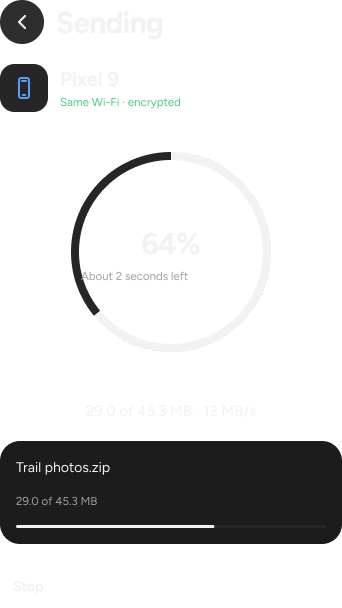 Sending
Pixel 9
Same Wi-Fi · encrypted
64%
About 2 seconds left
29.0 of 45.3 MB · 12 MB/s
Trail photos.zip
29.0 of 45.3 MB
Stop